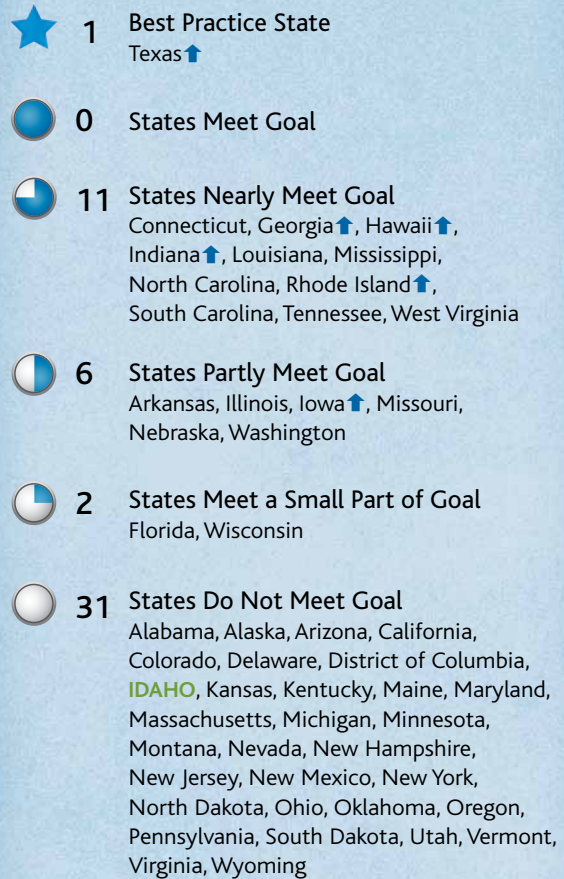 1 Best Practice State
Texas⬆
0 States Meet Goal
11 States Nearly Meet Goal
Connecticut, Georgia⬆, Hawaii⬆,
Indiana⬆, Louisiana, Mississippi,
North Carolina, Rhode Island⬆,
South Carolina, Tennessee, West Virginia
6 States Partly Meet Goal
Arkansas, Illinois, Iowa⬆, Missouri,
Nebraska, Washington
2 States Meet a Small Part of Goal
Florida, Wisconsin
31 States Do Not Meet Goal
Alabama, Alaska, Arizona, California,
Colorado, Delaware, District of Columbia,
IDAHO, Kansas, Kentucky, Maine, Maryland,
Massachusetts, Michigan, Minnesota,
Montana, Nevada, New Hampshire,
New Jersey, New Mexico, New York,
North Dakota, Ohio, Oklahoma, Oregon,
Pennsylvania, South Dakota, Utah, Vermont,
Virginia, Wyoming